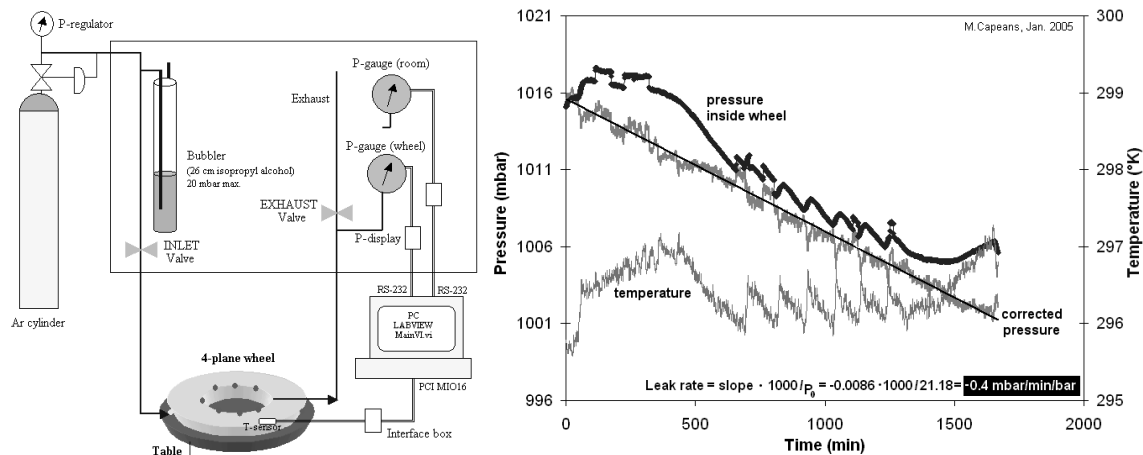 P-regulator
P-gauge (room)
Exhaust
P-gauge (wheel)
Bubbler
(26 cm isopropyl alcohol)
20 mbar max.
EXHAUST
Valve
P-display
INLET
Valve
RS-232
RS-232
Ar cylinder
PC
LABVIEW
MainVI.vi
4-plane wheel
PCI MIO16
T-sensor
Interface box
Table
M.Capeans, Jan. 2005
Pressure (mbar)
1021
1016
1011
1006
1001
996
pressure
inside wheel
temperature
corrected
pressure
Leak rate = slope · 1000/P0 = -0.0086 ·1000/21.18= -0.4 mbar/min/bar
0
500
1000
1500
2000
Time (min)
300
299
298
297
296
295
Temperature (°K)